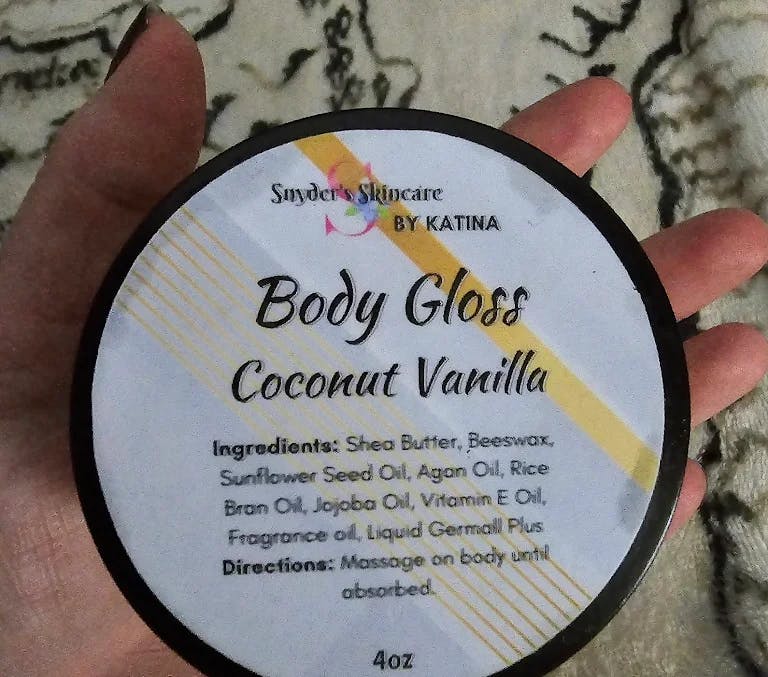 Snyder's Skincare
S
BY KATINA
Body Gloss
Coconut Vanilla
Ingredients: Shea Butter, Beeswax,
Sunflower Seed Oil, Agan Oil, Rice
Bran Oil, Jojoba Oil, Vitamin E Oil,
Fragrance oil, Liquid Germall Plus
Directions: Massage on body until
absorbed.
4oz